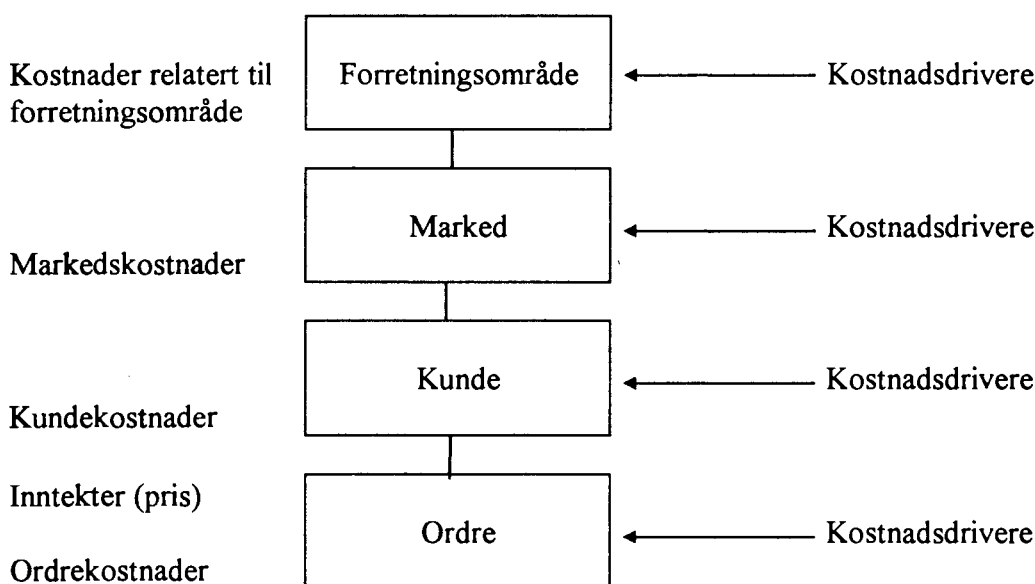 Kostnader relatert til
forretningsområde
Forretningsområde
Kostnadsdrivere
Markedskostnader
Marked
Kostnadsdrivere
Kundekostnader
Kunde
Kostnadsdrivere
Inntekter (pris)
Ordrekostnader
Ordre
Kostnadsdrivere